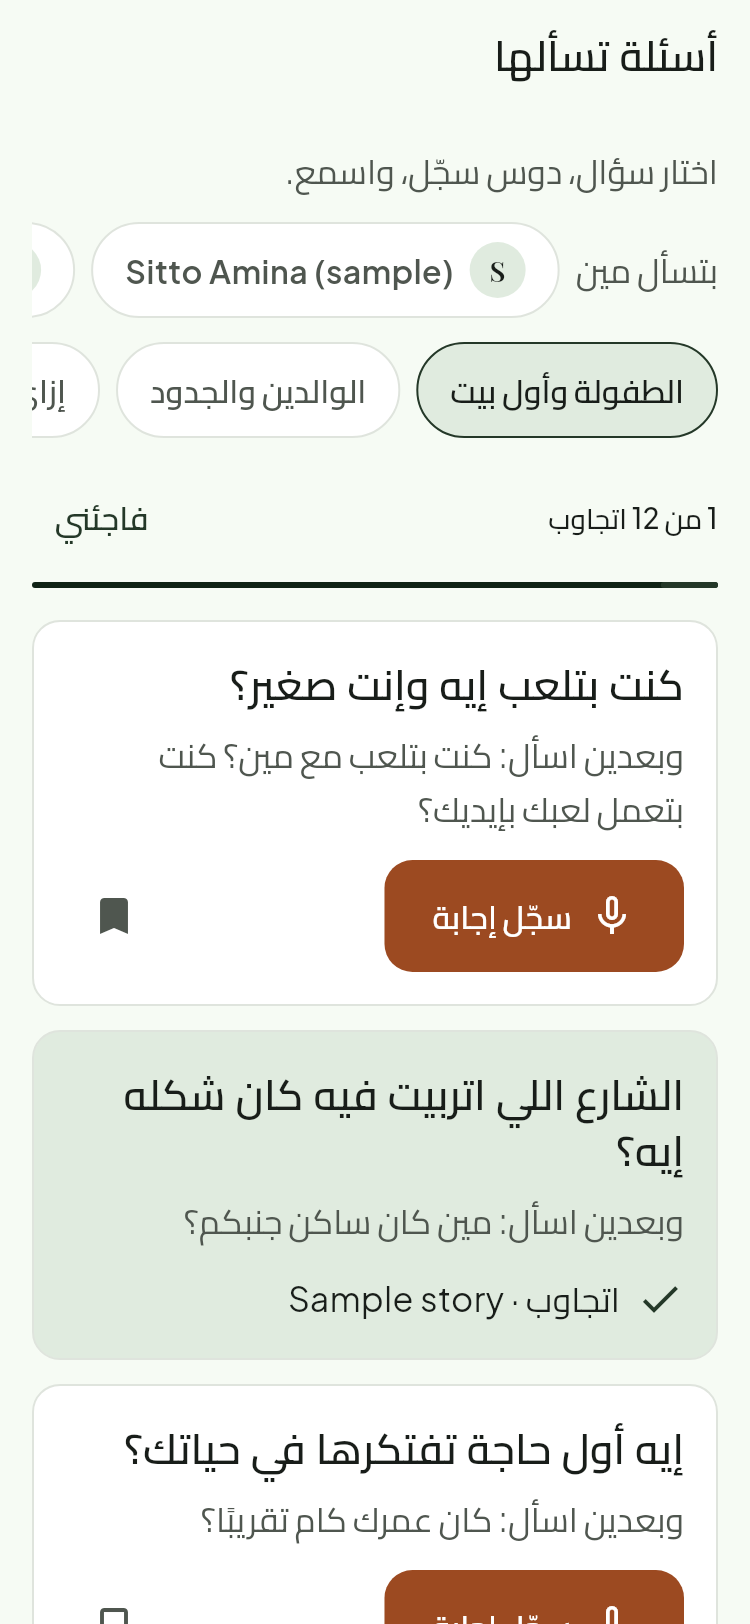 أسئلة تسألها
اختار سؤال، دوس سجّل، واسمع.
بتسأل مين
S Sitto Amina (sample)
الطفولة وأول بيت
الوالدين والجدود
1 من 12 اتجاوب
فاجئني
كنت بتلعب إيه وإنت صغير؟
وبعدين اسأل: كنت بتلعب مع مين؟ كنت
بتعمل لعبك بإيديك؟
سجّل إجابة
الشارع اللي اتربيت فيه كان شكله
إيه؟
وبعدين اسأل: مين كان ساكن جنبكم؟
اتجاوب · Sample story
إيه أول حاجة تفتكرها في حياتك؟
وبعدين اسأل: كان عمرك كام تقريبًا؟